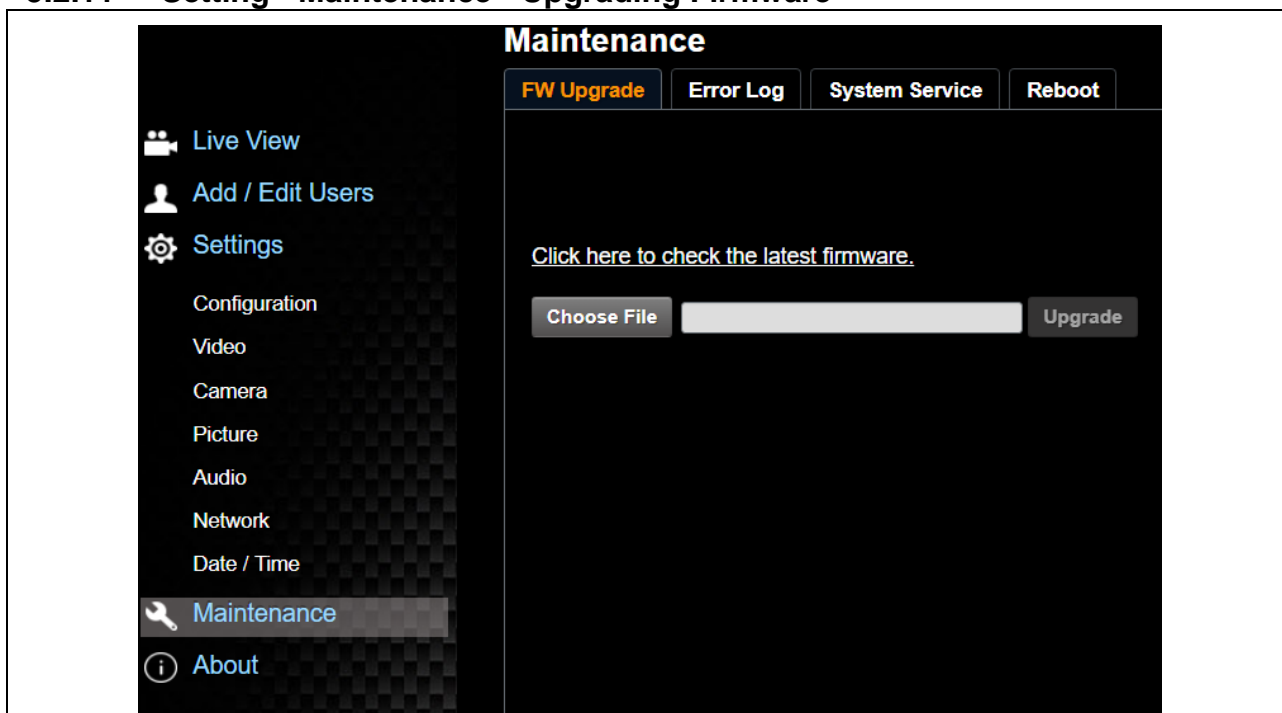 Maintenance
FW Upgrade Error Log System Service Reboot
Live View
Add / Edit Users
Settings
Configuration
Video
Camera
Picture
Audio
Network
Date / Time
Maintenance
About
Click here to check the latest firmware.
Choose File Upgrade